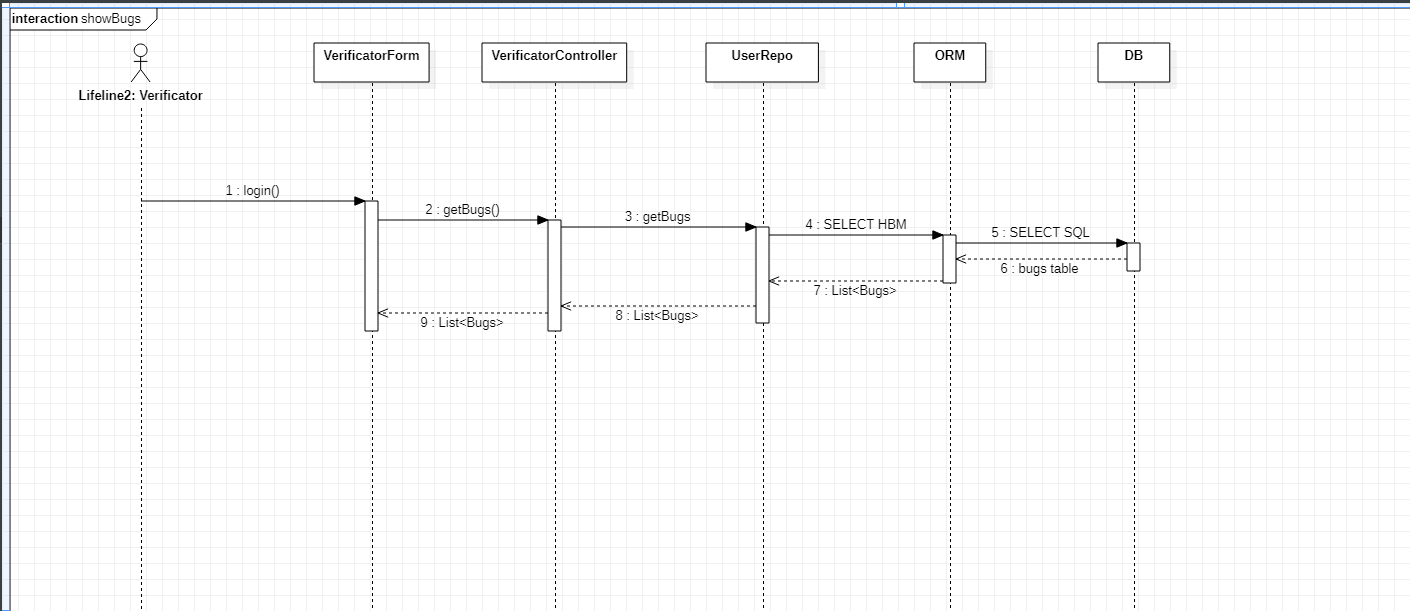 interaction showBugs
Lifeline2: Verificator
VerificatorForm
VerificatorController
UserRepo
ORM
DB
1 : login()
2 : getBugs()
3 : getBugs
4 : SELECT HBM
5 : SELECT SQL
6 : bugs table
7 : List<Bugs>
8 : List<Bugs>
9 : List<Bugs>